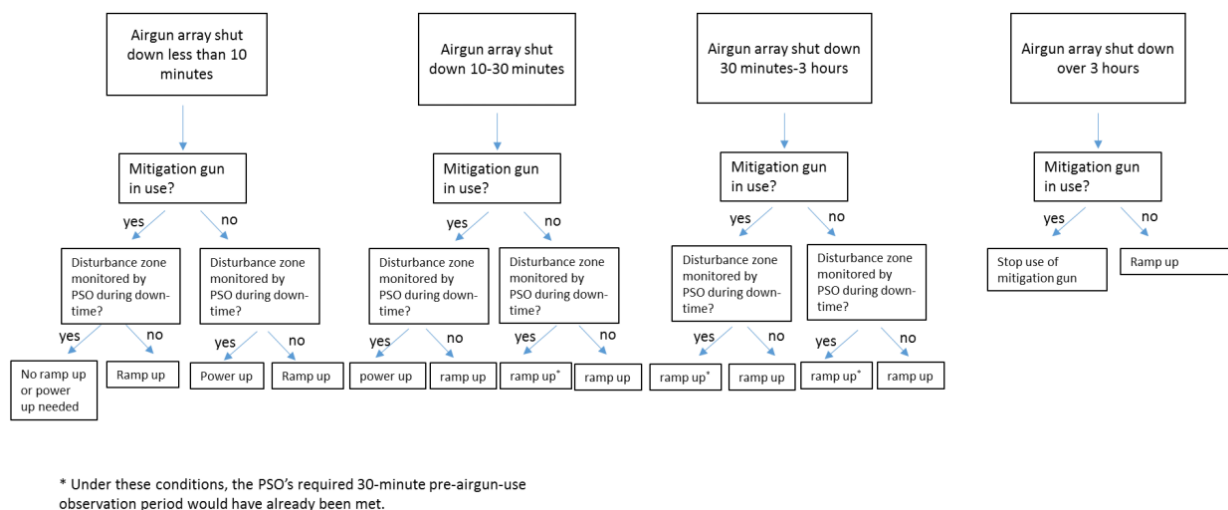 Airgun array shut
down less than 10
minutes
Airgun array shut
down 10-30 minutes
Airgun array shut down
30 minutes-3 hours
Airgun array shut down
over 3 hours
Mitigation gun
in use?
Mitigation gun
in use?
Mitigation gun
in use?
Mitigation gun
in use?
yes
no
yes
no
yes
no
yes
no
Disturbance zone
monitored by
PSO during down-
time?
Disturbance zone
monitored by
PSO during down-
time?
Disturbance zone
monitored by
PSO during down-
time?
Disturbance zone
monitored by
PSO during down-
time?
Disturbance zone
monitored by
PSO during down-
time?
Disturbance zone
monitored by
PSO during down-
time?
Stop use of
mitigation gun
Ramp up
yes
no
yes
no
yes
no
yes
no
yes
no
yes
no
No ramp up
or power
up needed
Ramp up
Power up
Ramp up
power up
ramp up
ramp up*
ramp up
ramp up*
ramp up
ramp up*
ramp up
* Under these conditions, the PSO's required 30-minute pre-airgun-use
observation period would have already been met.